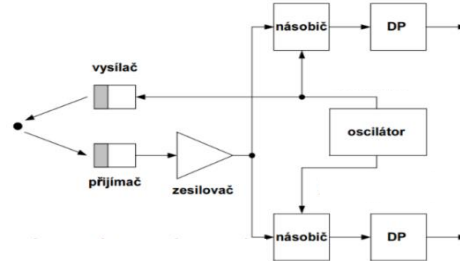 násobič
DP
vysílač
oscilátor
přijímač
zesilovač
násobič
DP